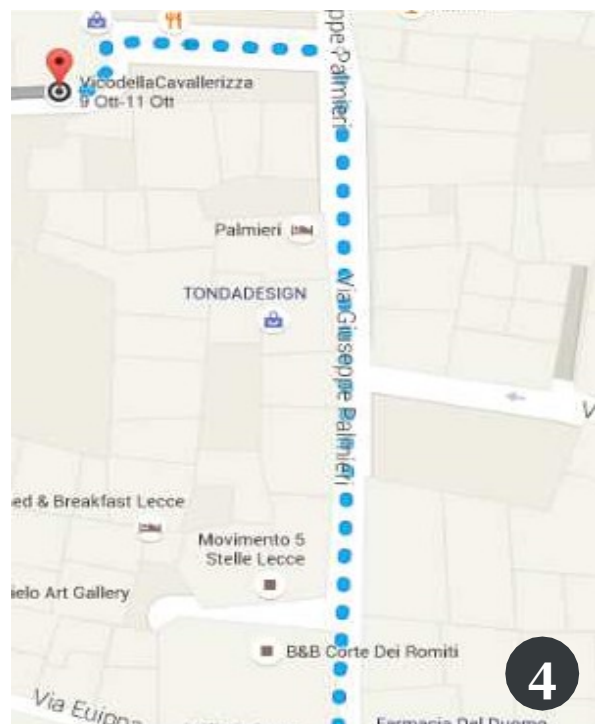 ppe Palmieri
VicodellaCavallerizza
9 Ott-11 Ott
Palmieri
TONDADESIGN
Via Giuseppe Palmieri
V
ed & Breakfast Lecce
Movimento 5
Stelle Lecce
ielo Art Gallery
B&B Corte Dei Romiti
4
Via Euippa
Farmacia Del Duomo